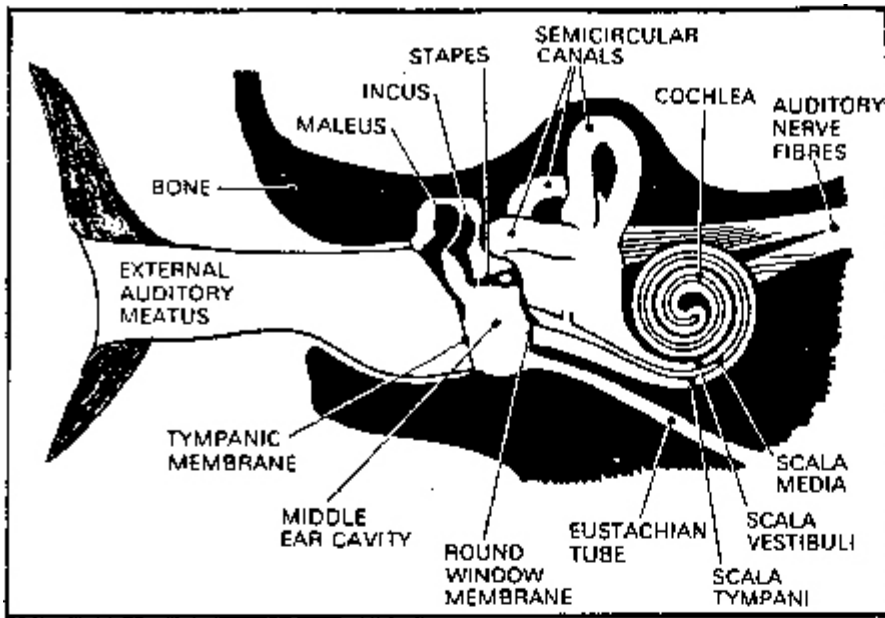 SEMICIRCULAR
CANALS
STAPES
INCUS
MALEUS
COCHLEA
AUDITORY
NERVE
FIBRES
BONE
EXTERNAL
AUDITORY
MEATUS
TYMPANIC
MEMBRANE
MIDDLE
EAR CAVITY
ROUND
WINDOW
MEMBRANE
EUSTACHIAN
TUBE
SCALA
MEDIA
SCALA
VESTIBULI
SCALA
TYMPANI